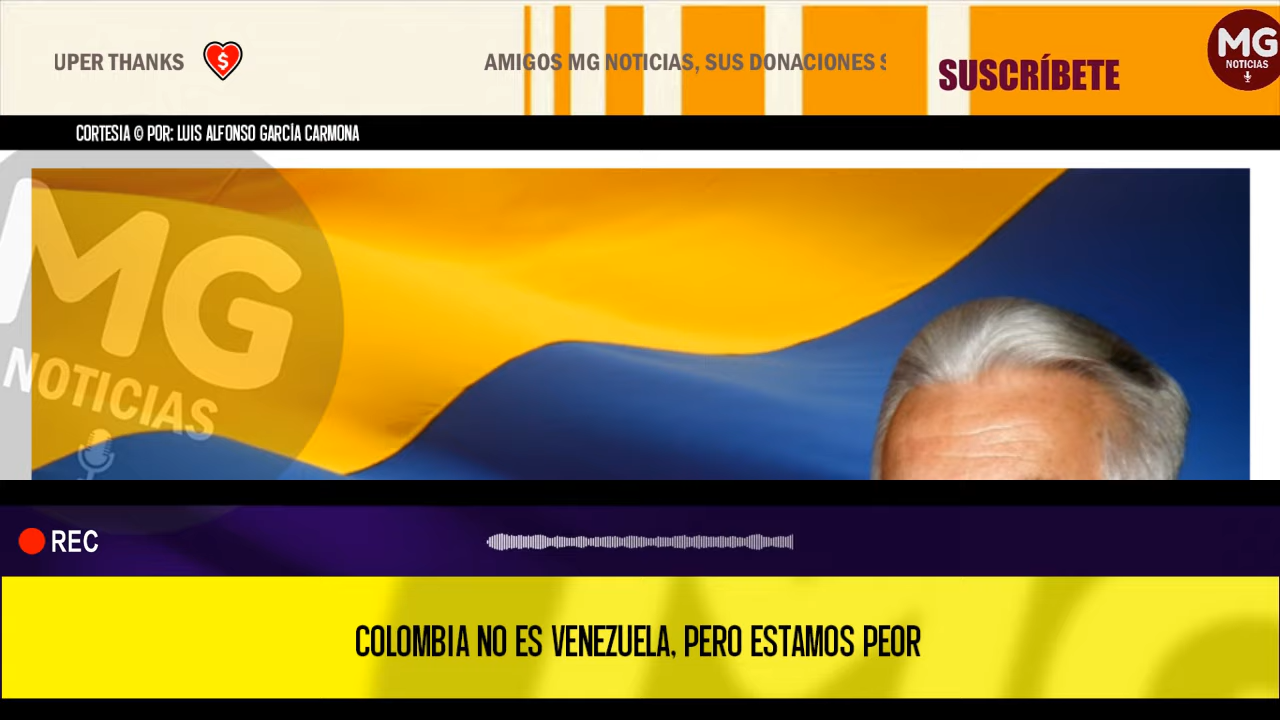 UPER THANKS
AMIGOS MG NOTICIAS, SUS DONACIONES
SUSCRÍBETE
MG
NOTICIAS
CORTESIA © POR: LUIS ALFONSO GARCÍA CARMONA
MG
NOTICIAS
REC
COLOMBIA NO ES VENEZUELA, PERO ESTAMOS PEOR